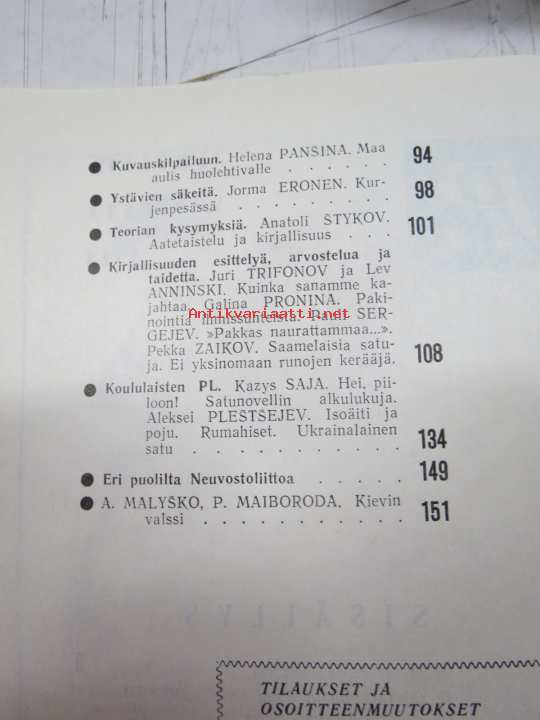 Kuvauskilpailuun. Helena PANSINA. Maa
aulis huolehtivalle . . . . . . 94
Ystävien säkeitä. Jorma ERONEN. Kur-
jenpesässä . . . . . . . . . 98
Teorian kysymyksiä. Anatoli STYKOV.
Aatetaistelu ja kirjallisuus . . . 101
Kirjallisuuden esittelyä, arvostelua ja
taidetta. Juri TRIFONOV ja Lev
ANNINSKI. Kuinka sanamme ka-
jahtaa. Galina PRONINA. Paki-
nointia ihmissuhteista. Pauli SER-
Antikvariaatti.net
GEJEV. »Pakkas naurattammaa...».
Pekka ZAIKOV. Saamelaisia satu-
ja. Ei yksinomaan runojen kerääjä. 108
Koululaisten PL. Kazys SAJA. Hei, pii-
loon! Satunovellin alkulukuja.
Aleksei PLESTSEJEV. Isoäiti ja
poju. Rumahiset. Ukrainalainen
satu . . . . . . . . . . . 134
Eri puolilta Neuvostoliittoa . . . . . 149
A. MALYSKO, P. MAIBORODA. Kievin
valssi . . . . . . . . . . . 151
SISÄLLYS
TILAUKSET JA
OSOITTEENMUUTOKSET